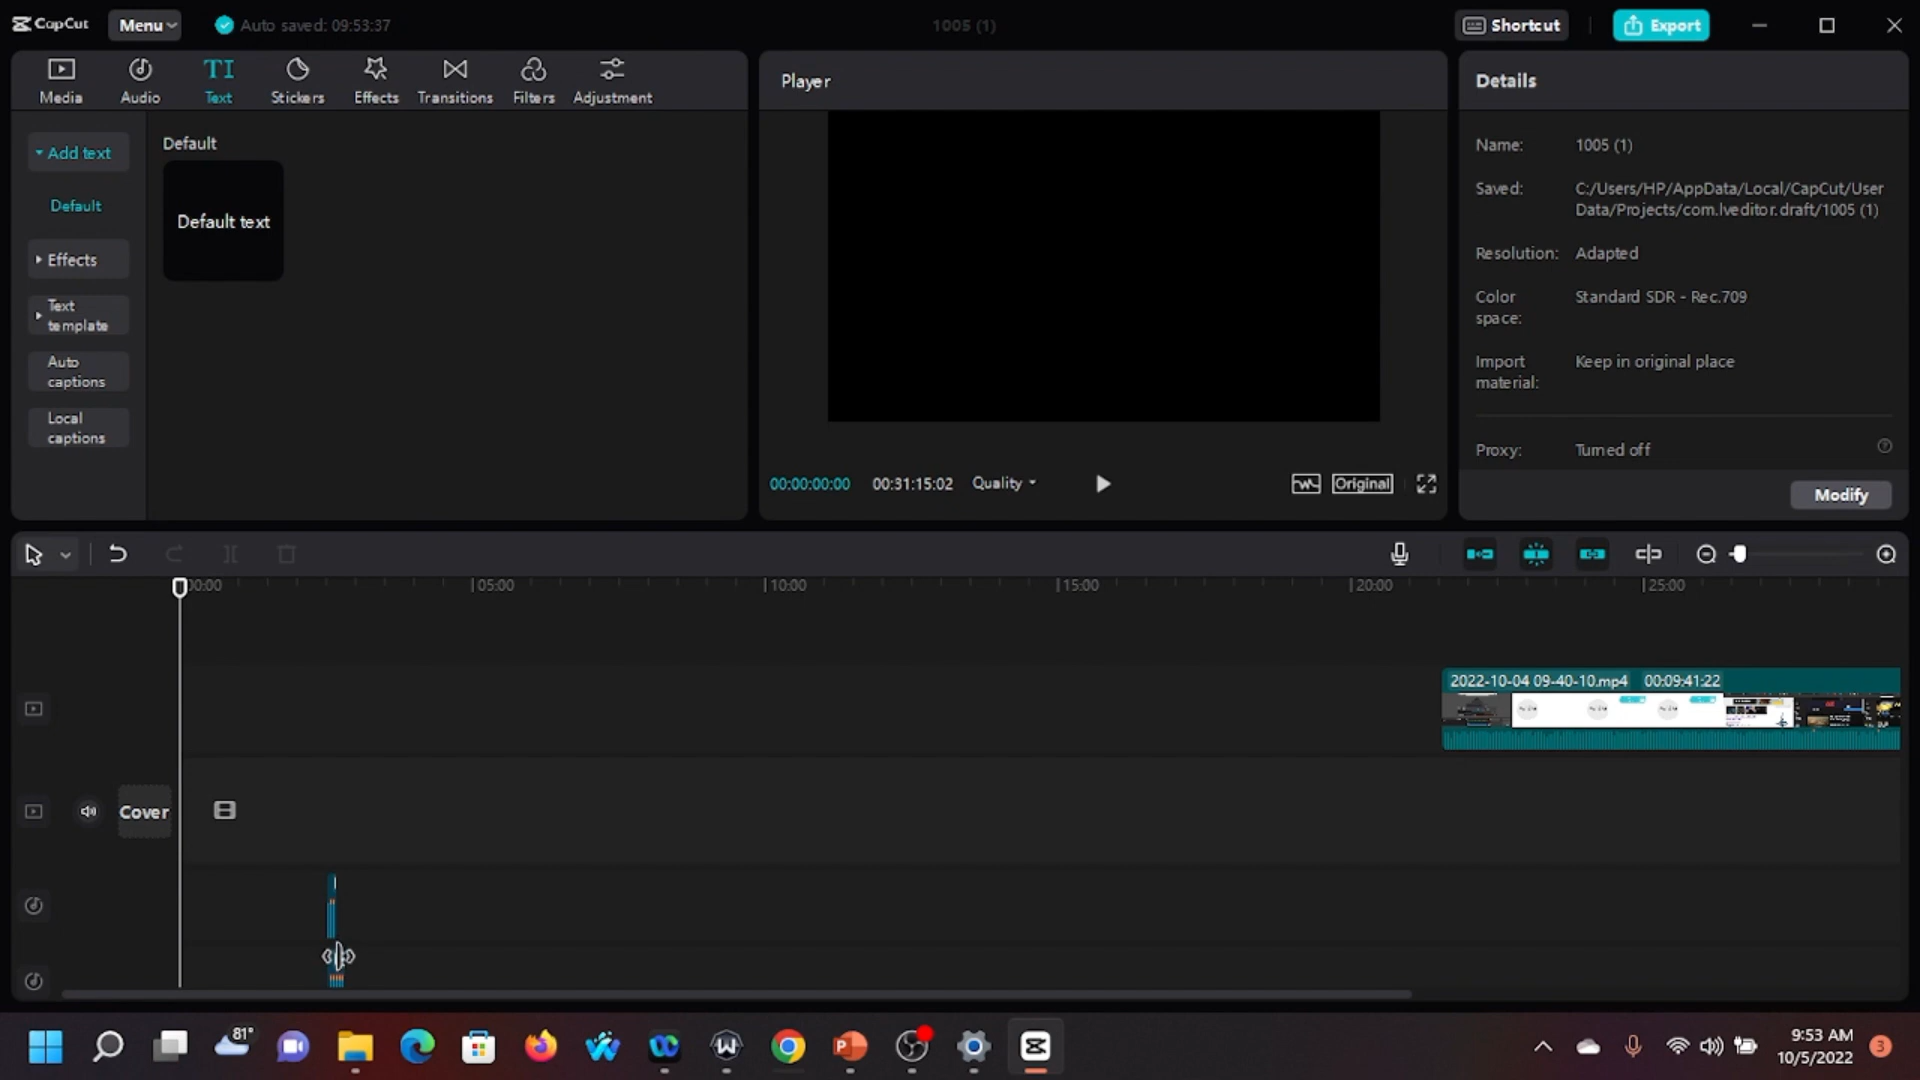 CapCut
Menu
Auto saved: 09:53:37
1005 (1)
Shortcut
Export
Media
Audio
TI
Text
Stickers
Effects
Transitions
Filters
Adjustment
Player
Details
Add text
Default
Default
Default text
Effects
Text
template
Auto
captions
Local
captions
Name:
1005 (1)
Saved:
C:/Users/HP/AppData/Local/CapCut/User
Data/Projects/com.lveditor.draft/1005 (1)
Resolution:
Adapted
Color
space:
Standard SDR - Rec.709
Import
material:
Keep in original place
Proxy:
Turned off
Modify
00:00:00:00
00:31:15:02
Quality
Original
00:00
05:00
10:00
15:00
20:00
25:00
2022-10-04 09-40-10.mp4
00:09:41:22
Cover
81°
9:53 AM
10/5/2022
3